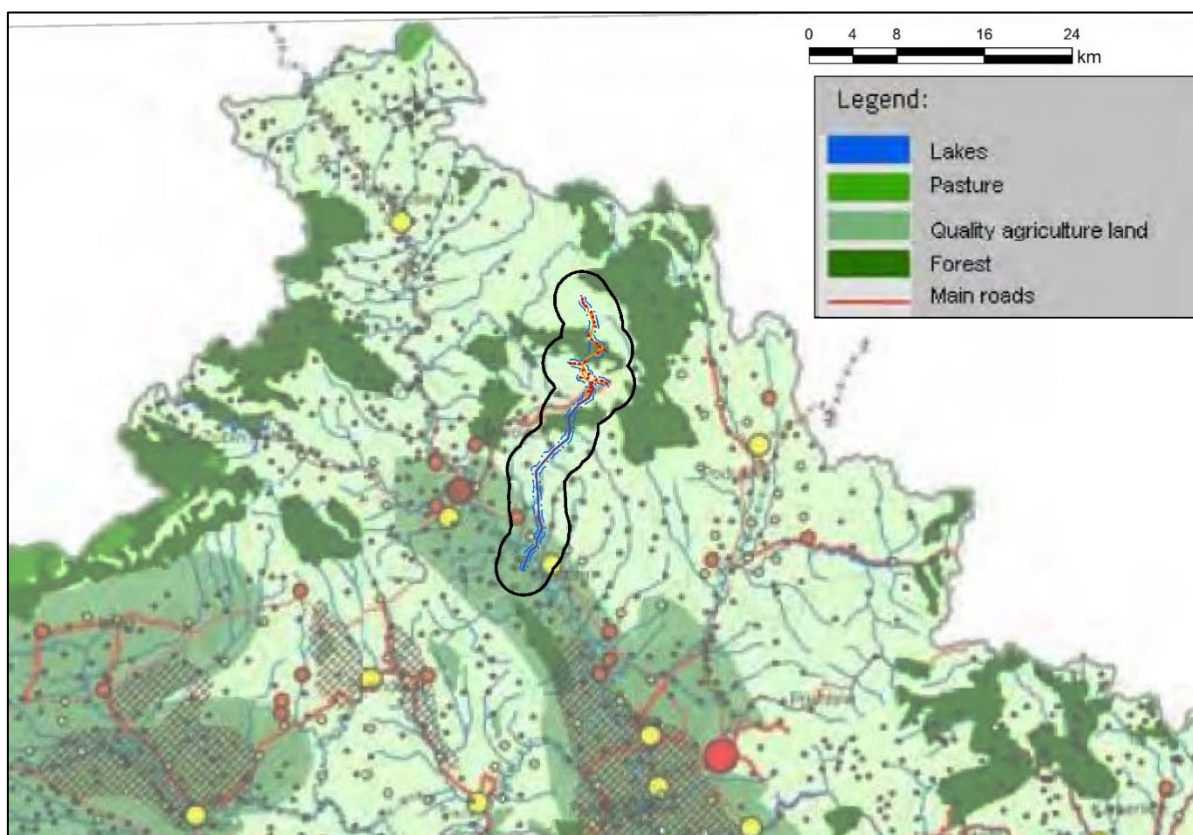 0 4 8 16 24
km
Legend:
Lakes
Pasture
Quality agriculture land
Forest
Main roads